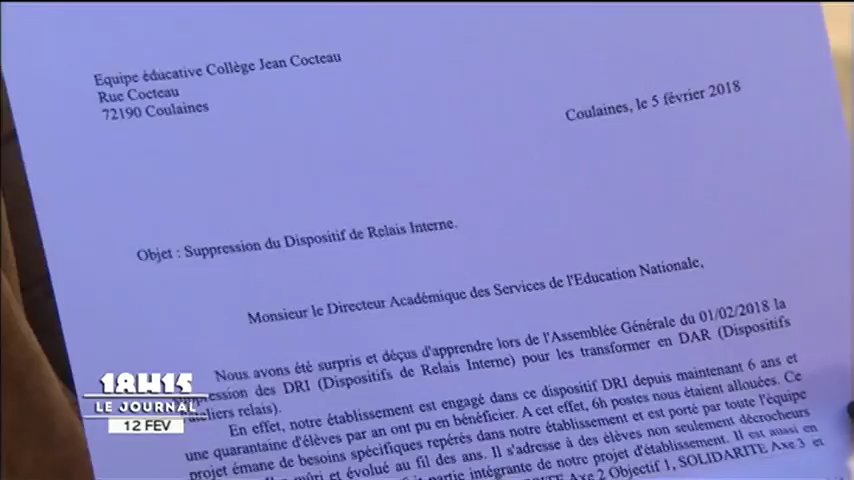 Equipe éducative Collège Jean Cocteau
Rue Cocteau
72190 Coulaines
Coulaines, le 5 février 2018
Objet : Suppression du Dispositif de Relais Interne.
Monsieur le Directeur Académique des Services de l'Education Nationale,
Nous avons été surpris et déçus d'apprendre lors de l'Assemblée Générale du 01/02/2018 la
des DRI (Dispositifs de Relais Interne) pour les transformer en DAR (Dispositifs
ateliers relais).
En effet, notre établissement est engagé dans ce dispositif DRI depuis maintenant 6 ans et
une quarantaine d'élèves par an ont pu en bénéficier. A cet effet, 6h postes nous étaient allouées. Ce
projet émane de besoins spécifiques repérés dans notre établissement et est porté par toute l'équipe
mûri et évolué au fil des ans. Il s'adresse à des élèves non seulement décrocheurs
partie intégrante de notre projet d'établissement. Il est aussi en
Axe 2 Objectif 1, SOLIDARITE Axe 3 et
18H15
LE JOURNAL
12 FEV